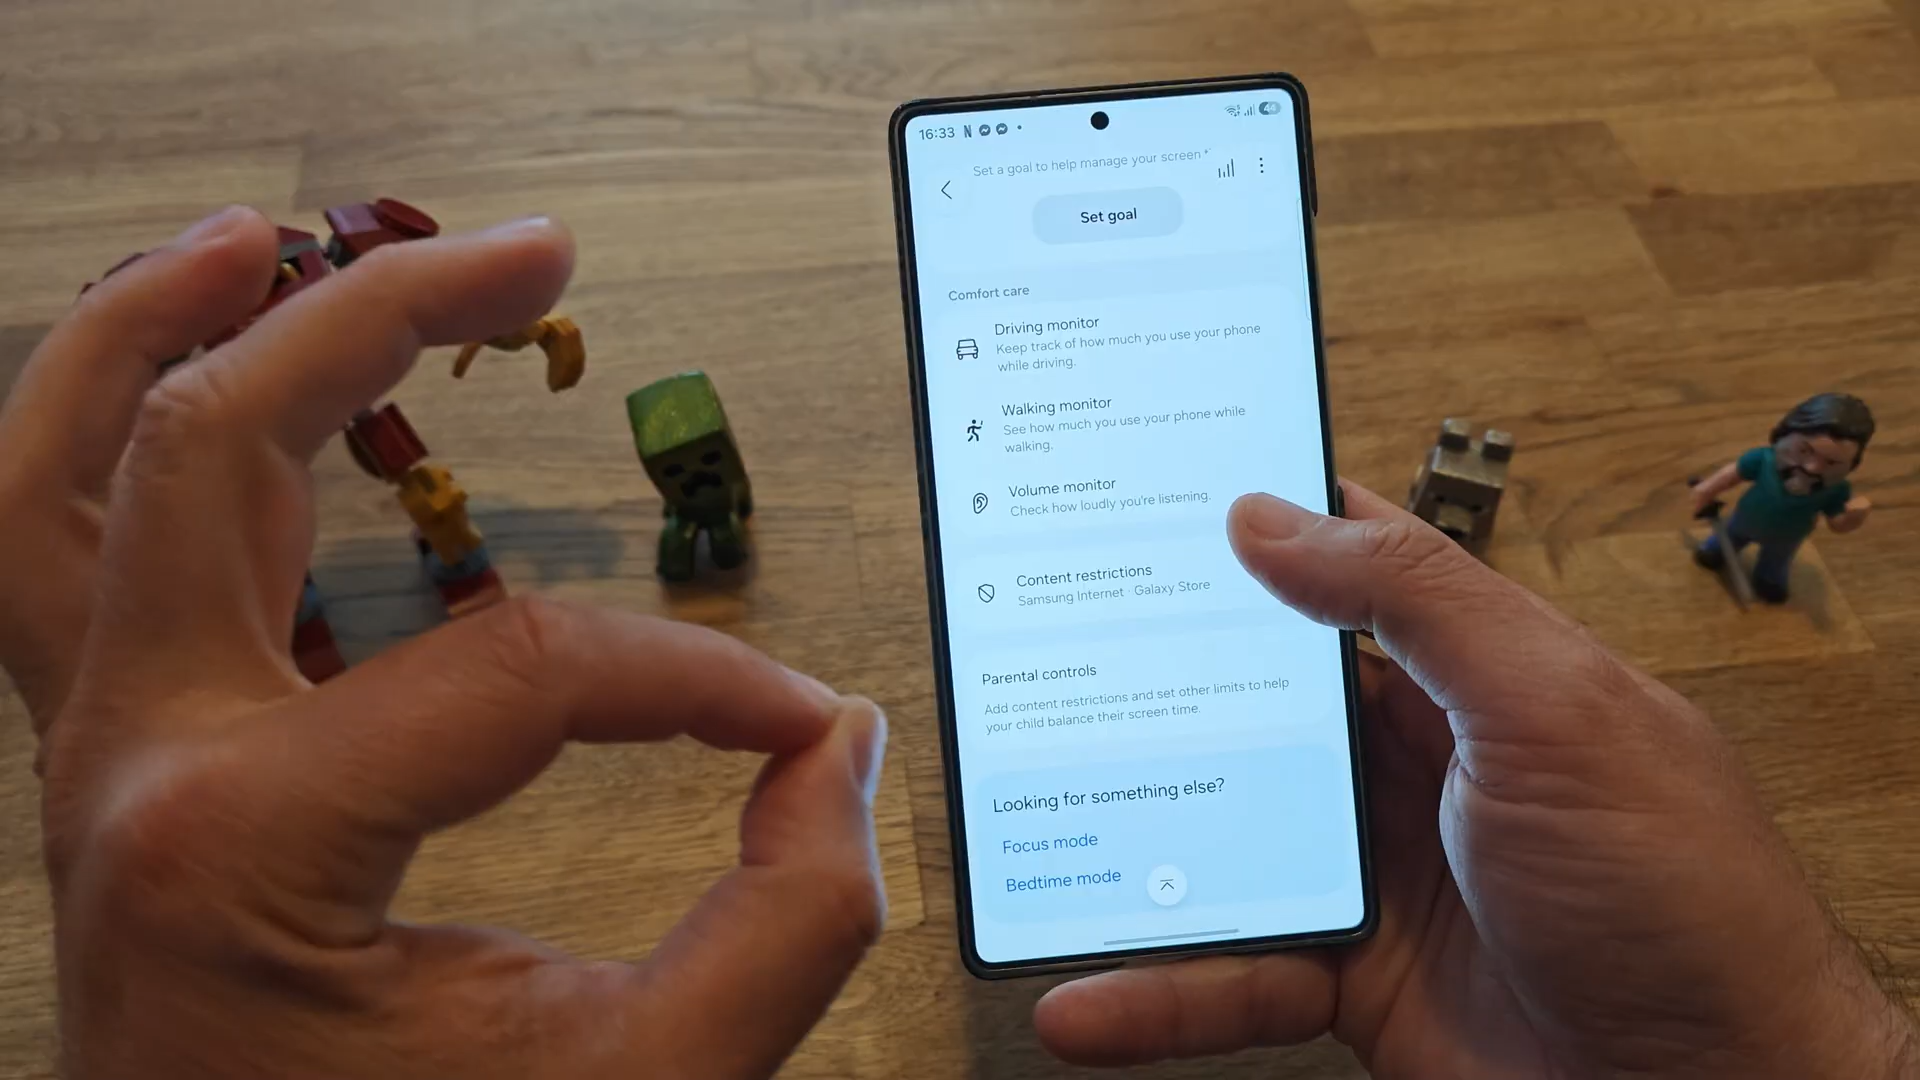 16:33
Set a goal to help manage your screen
Set goal
Comfort care
Driving monitor
Keep track of how much you use your phone
while driving.
Walking monitor
See how much you use your phone while
walking.
Volume monitor
Check how loudly you're listening.
Content restrictions
Samsung Internet · Galaxy Store
Parental controls
Add content restrictions and set other limits to help
your child balance their screen time.
Looking for something else?
Focus mode
Bedtime mode